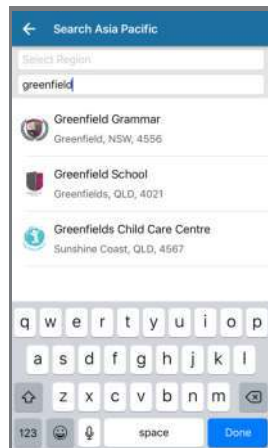 Search Asia Pacific
Select Region
greenfield
Greenfield Grammar
Greenfield, NSW, 4556
Greenfield School
Greenfields, QLD, 4021
Greenfields Child Care Centre
Sunshine Coast, QLD, 4567
q w e r t y u i o p
a s d f g h j k l
z x c v b n m
123 space Done